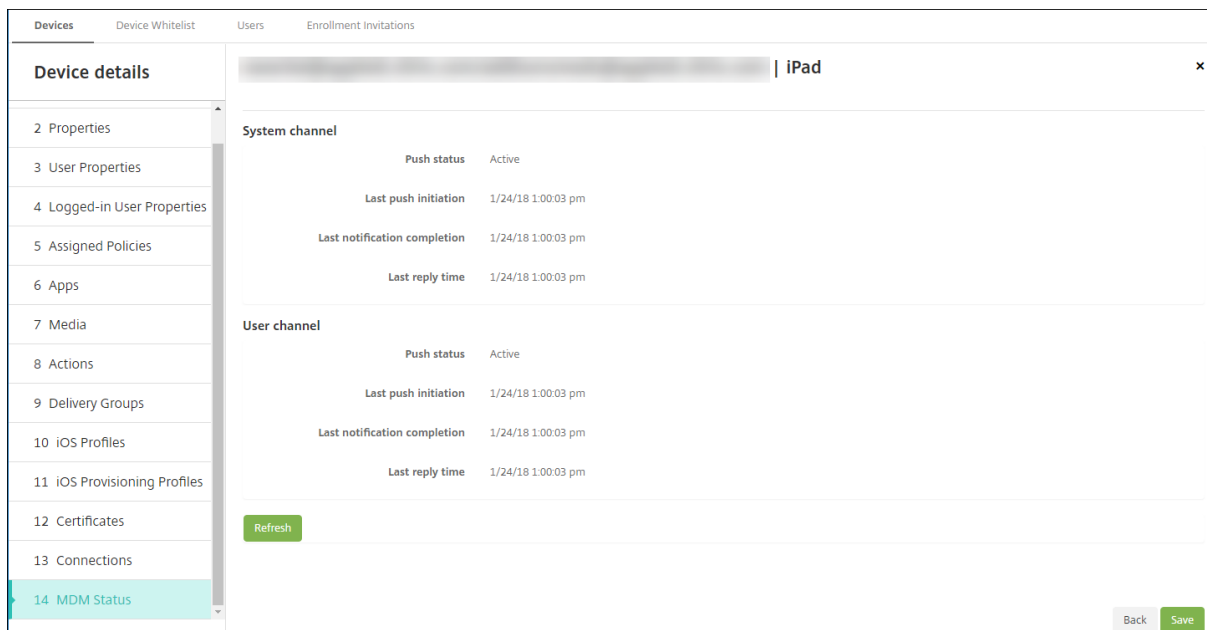 Devices Device Whitelist Users Enrollment Invitations
Device details
| iPad ×
2 Properties
3 User Properties
4 Logged-in User Properties
5 Assigned Policies
6 Apps
7 Media
8 Actions
9 Delivery Groups
10 iOS Profiles
11 iOS Provisioning Profiles
12 Certificates
13 Connections
14 MDM Status
System channel
Push status Active
Last push initiation 1/24/18 1:00:03 pm
Last notification completion 1/24/18 1:00:03 pm
Last reply time 1/24/18 1:00:03 pm
User channel
Push status Active
Last push initiation 1/24/18 1:00:03 pm
Last notification completion 1/24/18 1:00:03 pm
Last reply time 1/24/18 1:00:03 pm
Refresh
Back Save